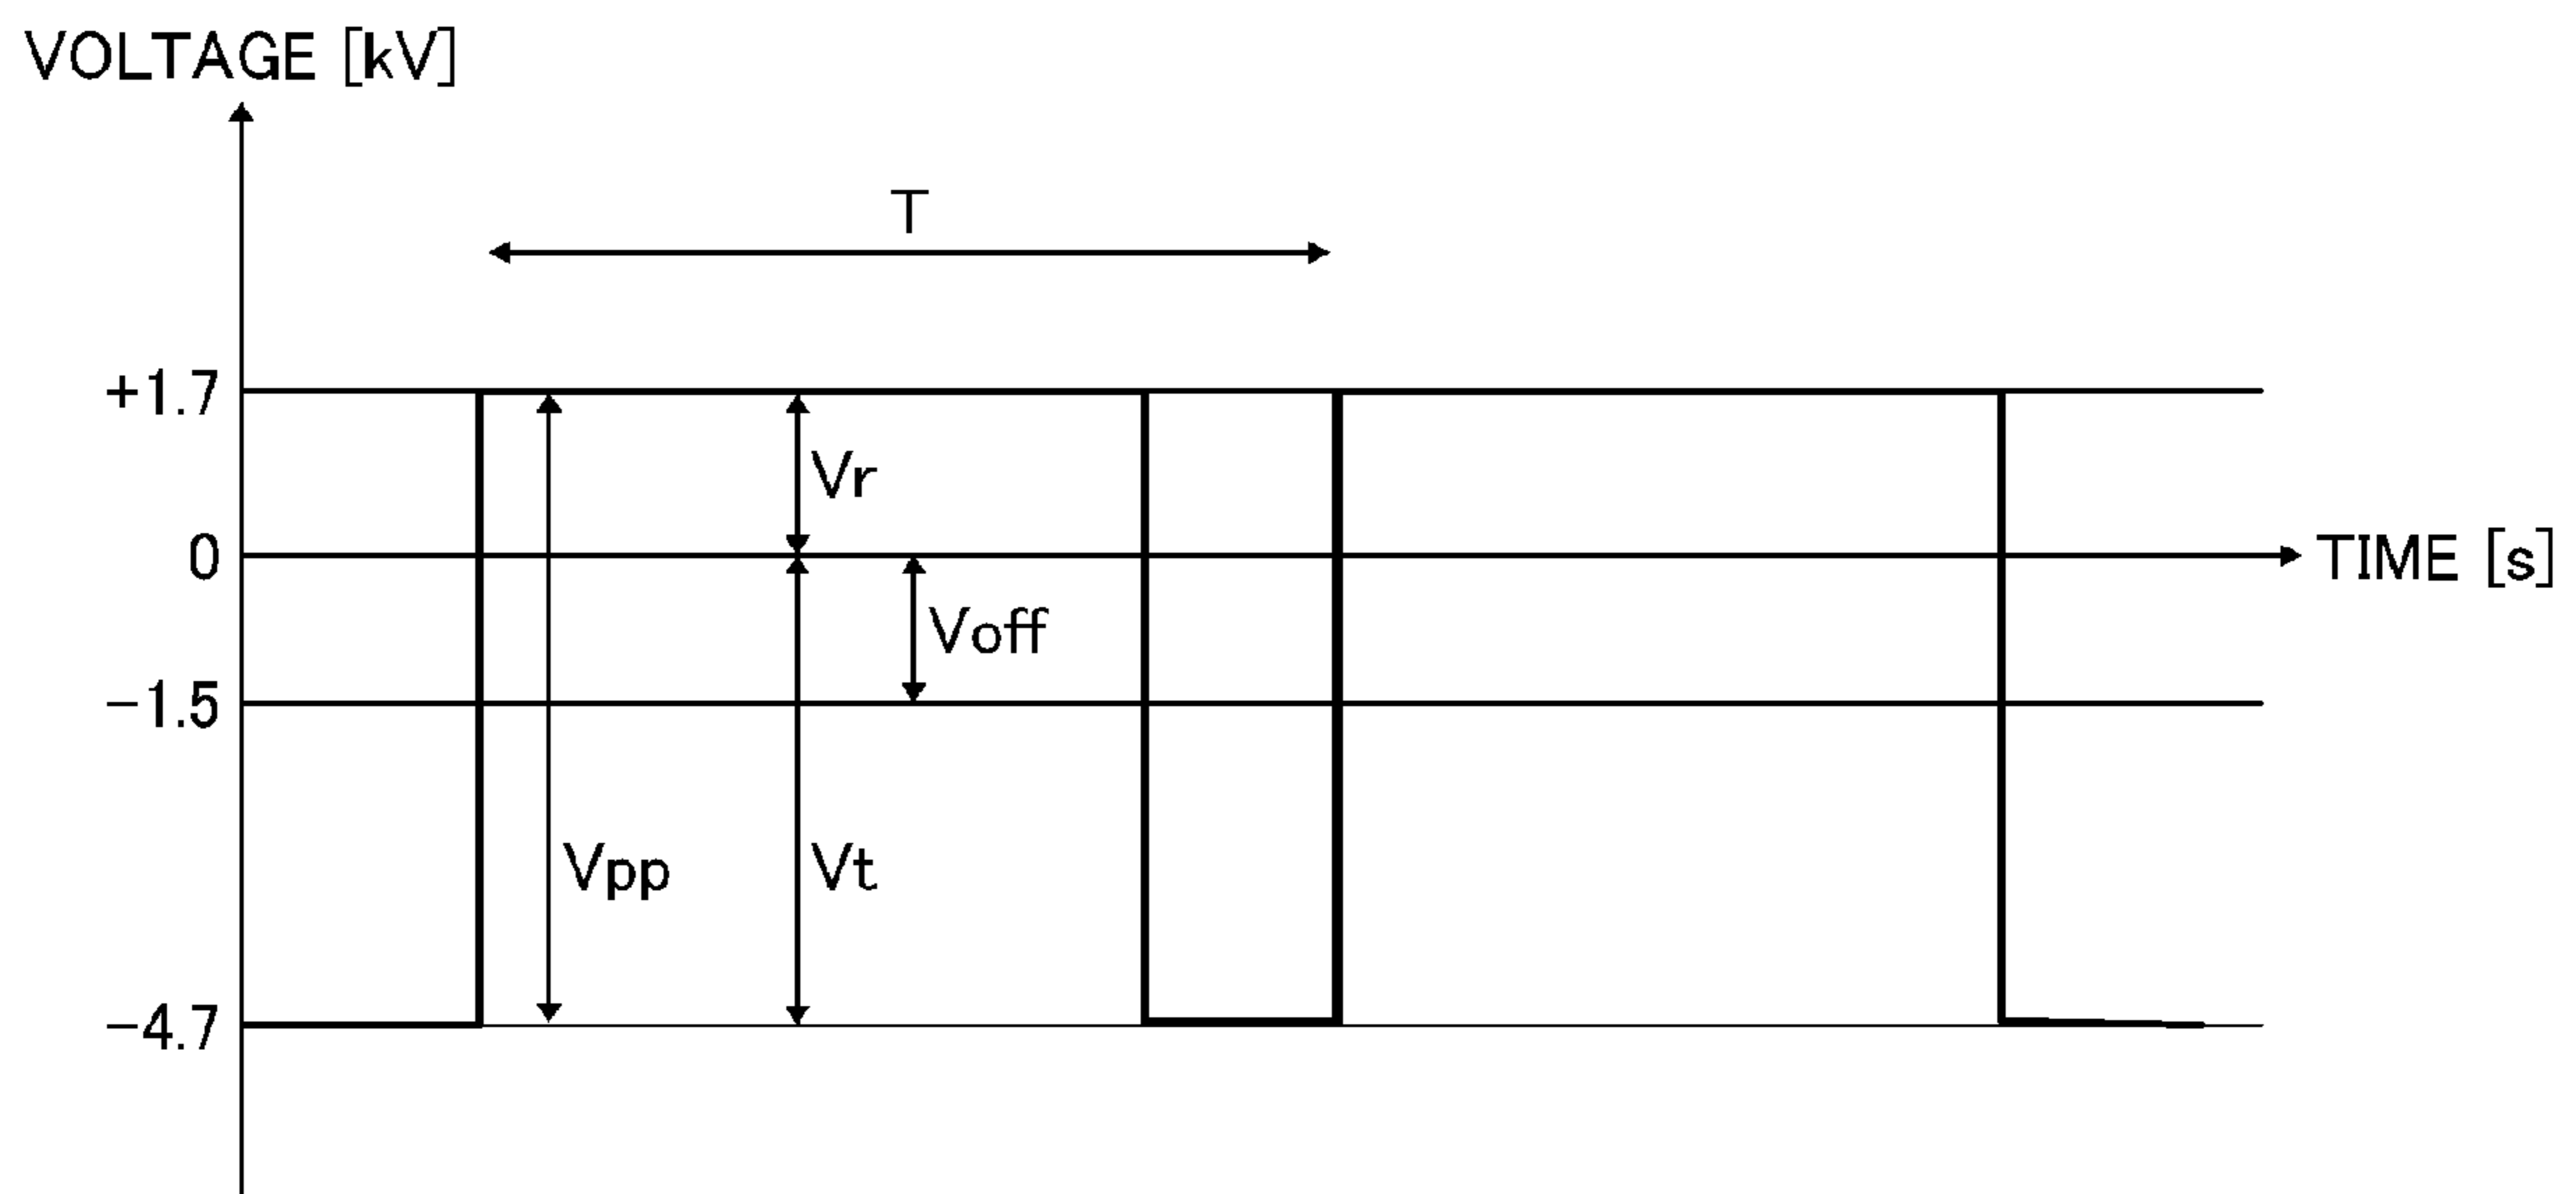 VOLTAGE [kV]
T
+1.7
Vr
0
TIME [s]
Voff
−1.5
Vpp
Vt
−4.7